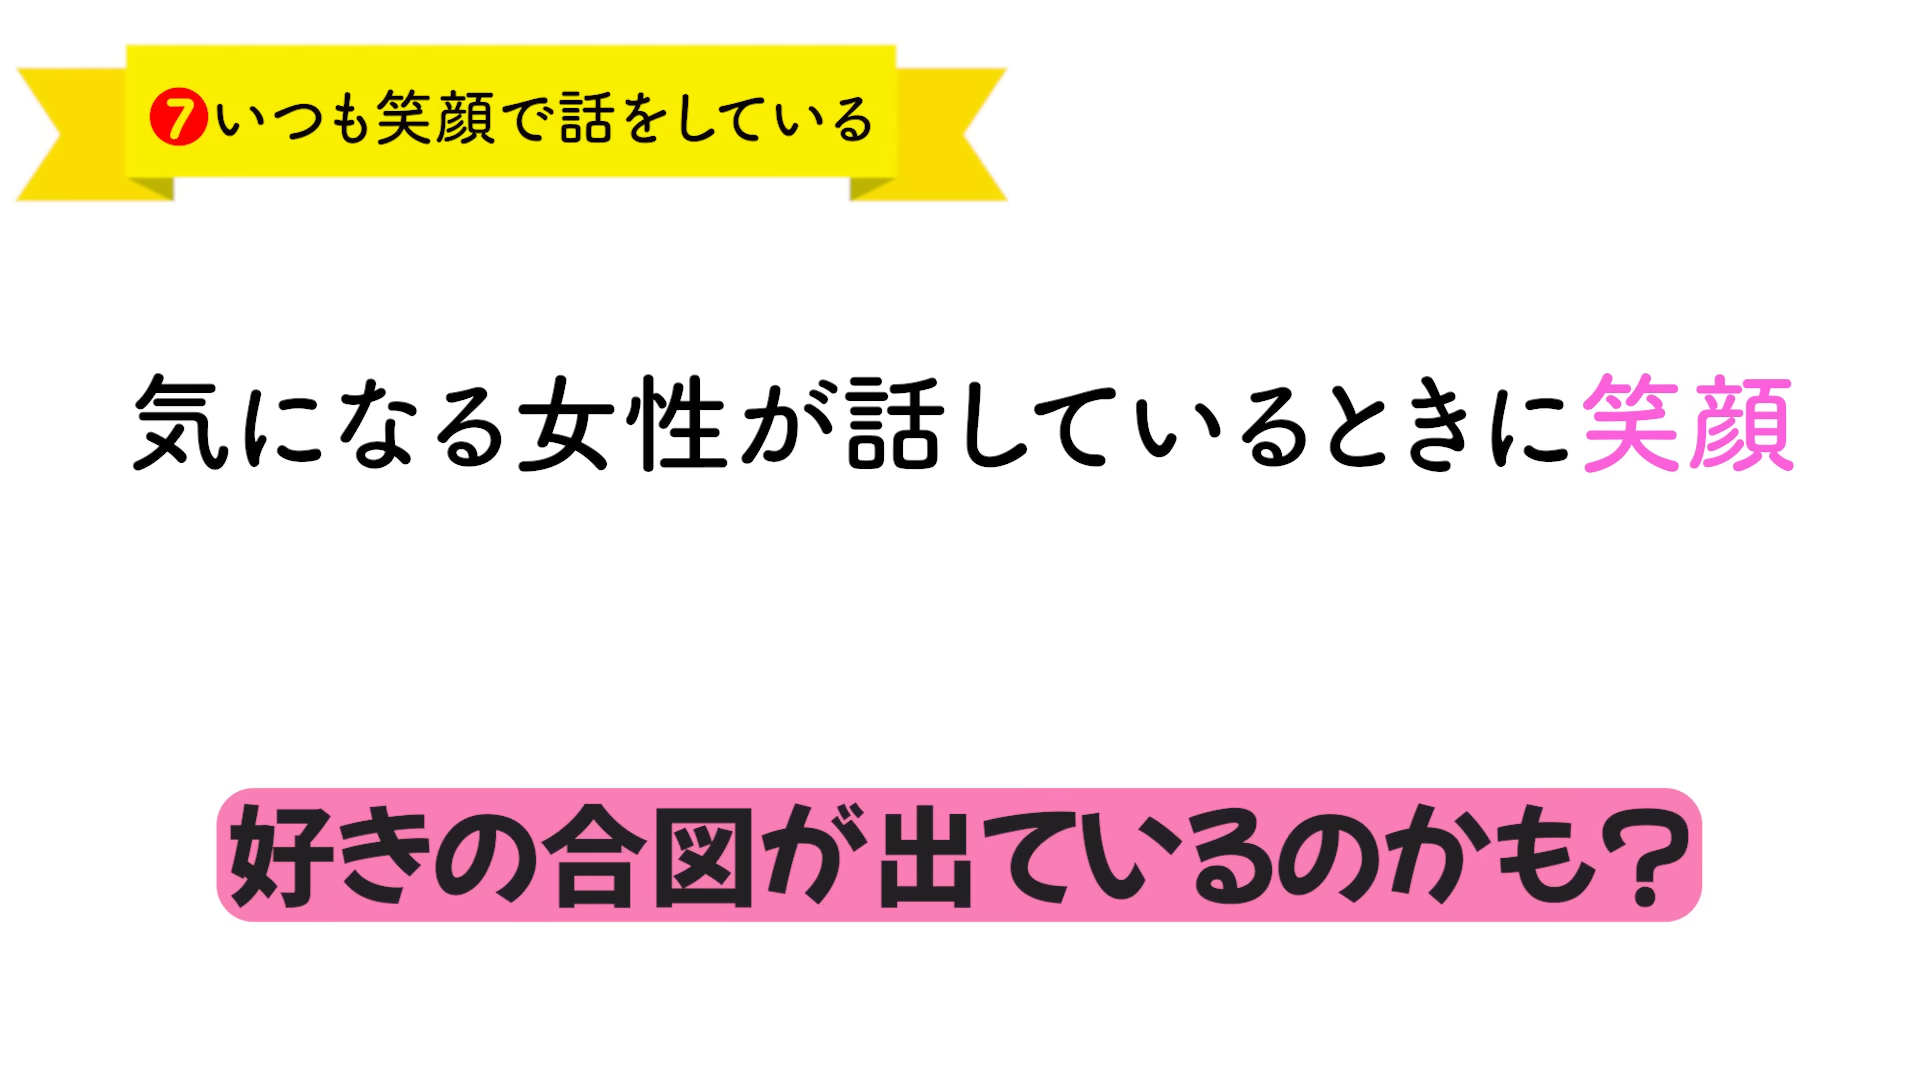 ❼いつも笑顔で話をしている
気になる女性が話しているときに笑顔
好きの合図が出ているのかも？